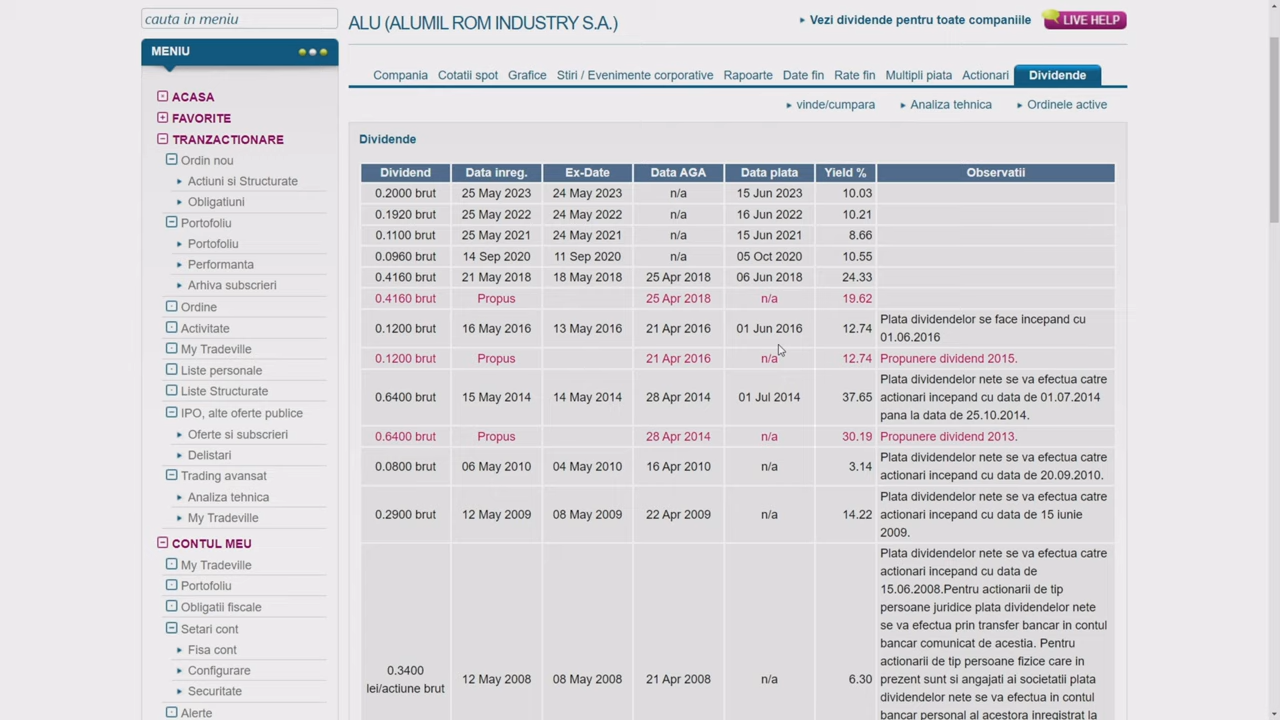 cauta in meniu
ALU (ALUMIL ROM INDUSTRY S.A.)
Vezi dividende pentru toate companiile
LIVE HELP
MENIU
Compania Cotatii spot Grafice Stiri / Evenimente corporative Rapoarte Date fin Rate fin Multipli piata Actionari Dividende
vinde/cumpara Analiza tehnica Ordinele active
ACASA
FAVORITE
TRANZACTIONARE
Ordin nou
Actiuni si Structurate
Obligatiuni
Portofoliu
Portofoliu
Performanta
Arhiva subscrieri
Ordine
Activitate
My Tradeville
Liste personale
Liste Structurate
IPO, alte oferte publice
Oferte si subscrieri
Delistari
Trading avansat
Analiza tehnica
My Tradeville
CONTUL MEU
My Tradeville
Portofoliu
Obligatii fiscale
Setari cont
Fisa cont
Configurare
Securitate
Alerte
Dividende
Dividend Data inreg. Ex-Date Data AGA Data plata Yield % Observatii
0.2000 brut 25 May 2023 24 May 2023 n/a 15 Jun 2023 10.03
0.1920 brut 25 May 2022 24 May 2022 n/a 16 Jun 2022 10.21
0.1100 brut 25 May 2021 24 May 2021 n/a 15 Jun 2021 8.66
0.0960 brut 14 Sep 2020 11 Sep 2020 n/a 05 Oct 2020 10.55
0.4160 brut 21 May 2018 18 May 2018 25 Apr 2018 06 Jun 2018 24.33
0.4160 brut Propus 25 Apr 2018 n/a 19.62
0.1200 brut 16 May 2016 13 May 2016 21 Apr 2016 01 Jun 2016 12.74 Plata dividendelor se face incepand cu
01.06.2016
0.1200 brut Propus 21 Apr 2016 n/a 12.74 Propunere dividend 2015.
0.6400 brut 15 May 2014 14 May 2014 28 Apr 2014 01 Jul 2014 37.65 Plata dividendelor nete se va efectua catre
actionari incepand cu data de 01.07.2014
pana la data de 25.10.2014.
0.6400 brut Propus 28 Apr 2014 n/a 30.19 Propunere dividend 2013.
0.0800 brut 06 May 2010 04 May 2010 16 Apr 2010 n/a 3.14 Plata dividendelor nete se va efectua catre
actionari incepand cu data de 20.09.2010.
0.2900 brut 12 May 2009 08 May 2009 22 Apr 2009 n/a 14.22 Plata dividendelor nete se va efectua catre
actionari incepand cu data de 15 iunie
2009.
0.3400
lei/actiune brut 12 May 2008 08 May 2008 21 Apr 2008 n/a 6.30 Plata dividendelor nete se va efectua catre
actionari incepand cu data de
15.06.2008.Pentru actionarii de tip
persoane juridice plata dividendelor nete
se va efectua prin transfer bancar in contul
bancar comunicat de acestia. Pentru
actionarii de tip persoane fizice care in
prezent sunt si angajati ai societatii plata
dividendelor nete se va efectua in contul
bancar personal al acestora inregistrat la